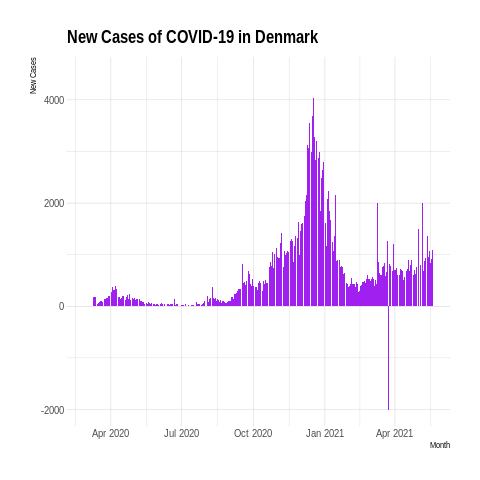 New Cases of COVID-19 in Denmark
New Cases
4000
2000
0
-2000
Apr 2020 Jul 2020 Oct 2020 Jan 2021 Apr 2021
Month